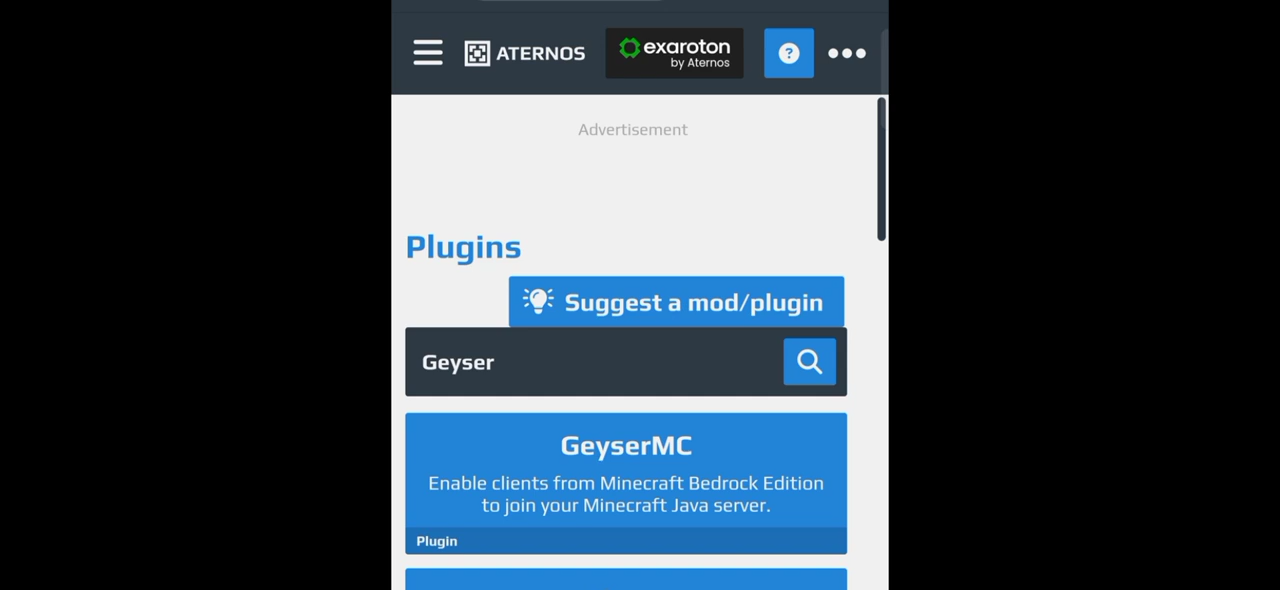 ATERNOS
exaroton
by Aternos
?
Advertisement
Plugins
Suggest a mod/plugin
Geyser
GeyserMC
Enable clients from Minecraft Bedrock Edition
to join your Minecraft Java server.
Plugin